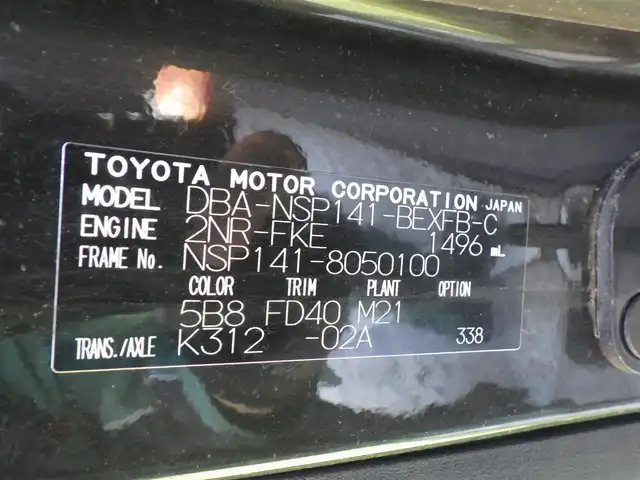 TOYOTA MOTOR CORPORATION JAPAN
MODEL DBA-NSP141-BEXFB-C
ENGINE 2NR-FKE 1496 mL
FRAME No. NSP141-8050100
COLOR TRIM PLANT OPTION
5B8 FD40 M21
TRANS./AXLE K312 -02A 338